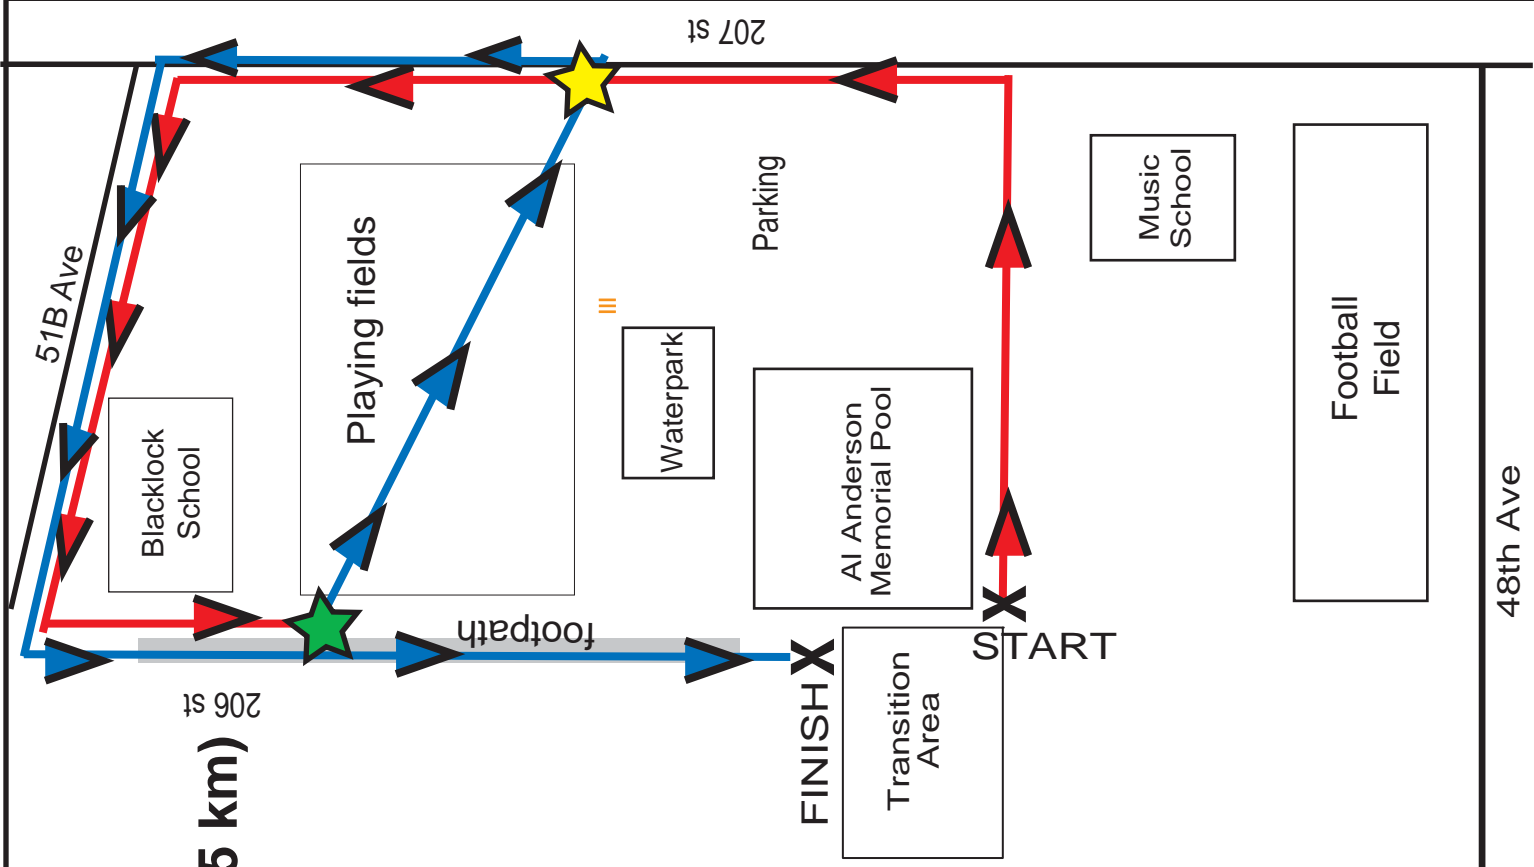 207 st
51B Ave
Playing fields
Parking
Music
School
Football
Field
Waterpark
Al Anderson
Memorial Pool
Blacklock
School
footpath
START
FINISH
Transition
Area
206 st
48th Ave
5 km)